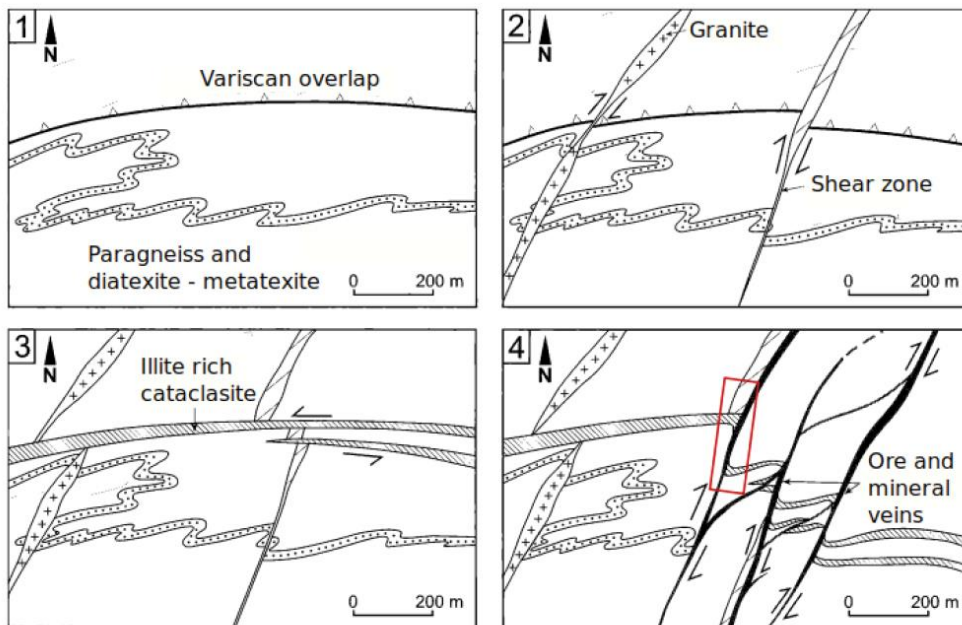 1
N
Variscan overlap
Paragneiss and
diatexite - metatexite
0 200 m
2
N
Granite
Shear zone
0 200 m
3
N
Illite rich
cataclasite
0 200 m
4
N
Ore and
mineral
veins
0 200 m